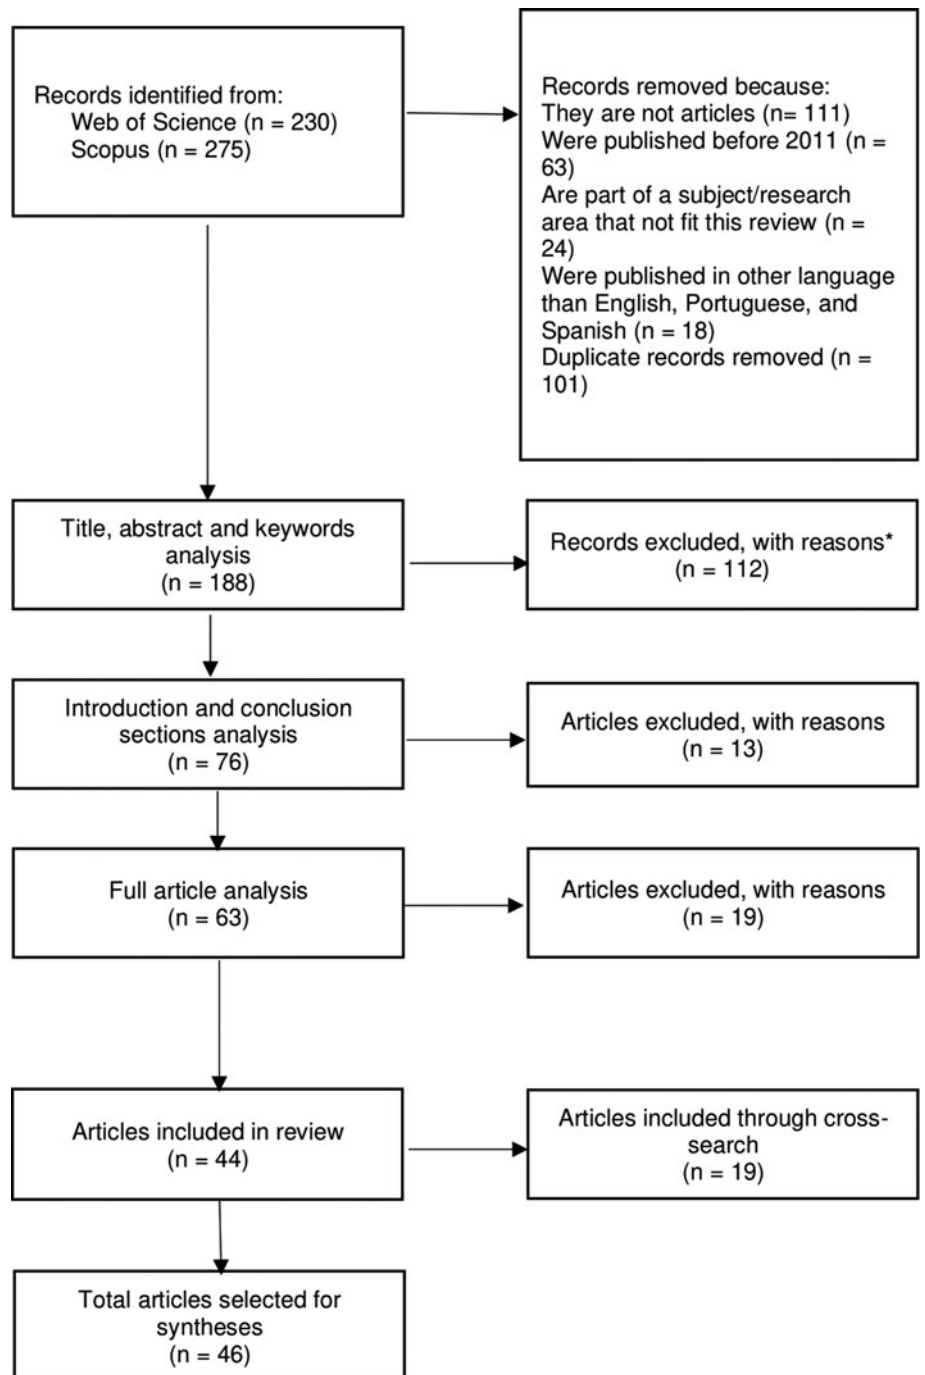 Records identified from:
Web of Science (n = 230)
Scopus (n = 275)
Records removed because:
They are not articles (n= 111)
Were published before 2011 (n =
63)
Are part of a subject/research
area that not fit this review (n =
24)
Were published in other language
than English, Portuguese, and
Spanish (n = 18)
Duplicate records removed (n =
101)
Title, abstract and keywords
analysis
(n = 188)
Records excluded, with reasons*
(n = 112)
Introduction and conclusion
sections analysis
(n = 76)
Articles excluded, with reasons
(n = 13)
Full article analysis
(n = 63)
Articles excluded, with reasons
(n = 19)
Articles included in review
(n = 44)
Articles included through cross-
search
(n = 19)
Total articles selected for
syntheses
(n = 46)